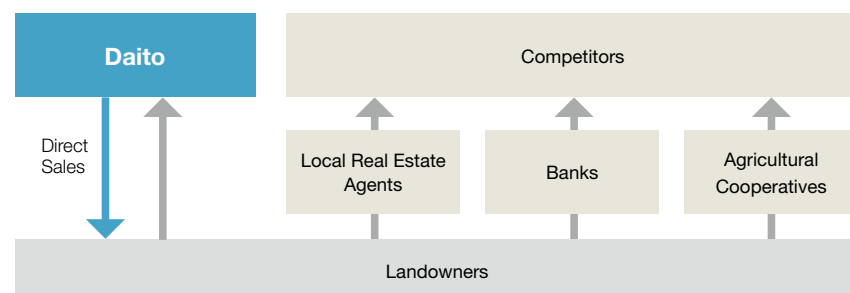 Daito
Competitors
Direct
Sales
Local Real Estate
Agents
Banks
Agricultural
Cooperatives
Landowners